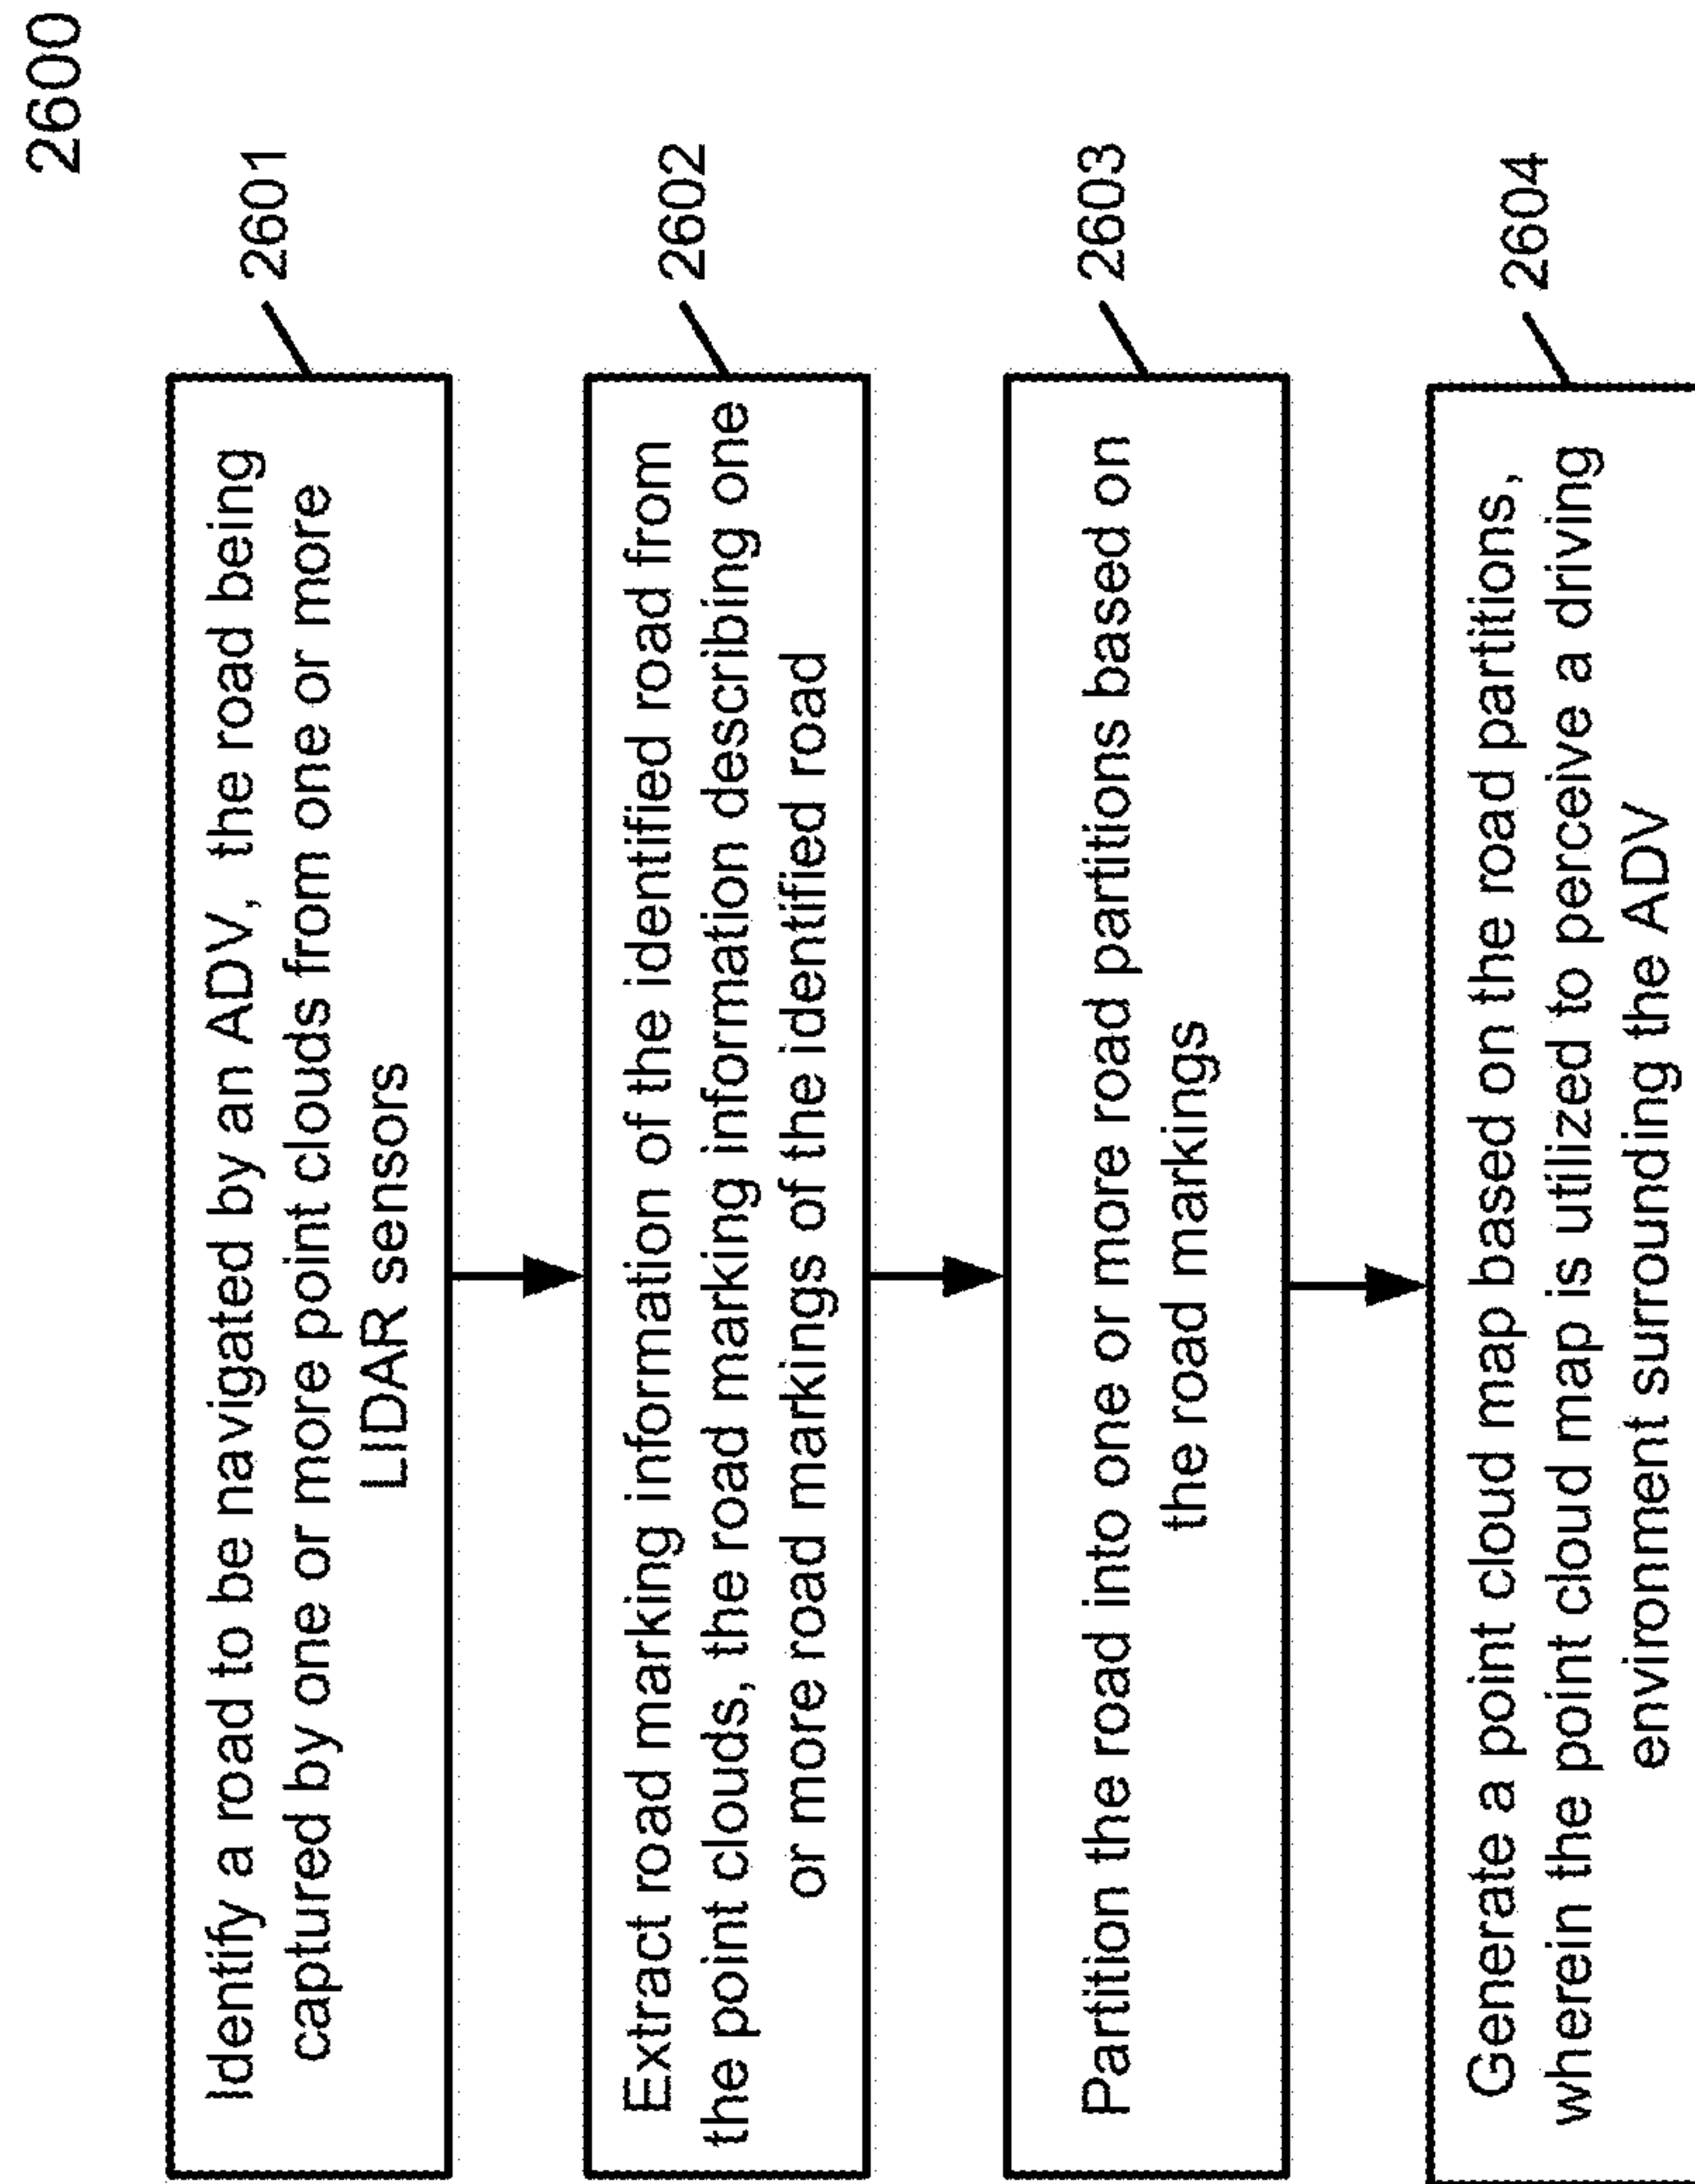 2600
Identify a road to be navigated by an ADV, the road being
captured by one or more point clouds from one or more
LIDAR sensors
2601
Extract road marking information of the identified road from
the point clouds, the road marking information describing one
or more road markings of the identified road
2602
Partition the road into one or more road partitions based on
the road markings
2603
Generate a point cloud map based on the road partitions,
wherein the point cloud map is utilized to perceive a driving
environment surrounding the ADV
2604